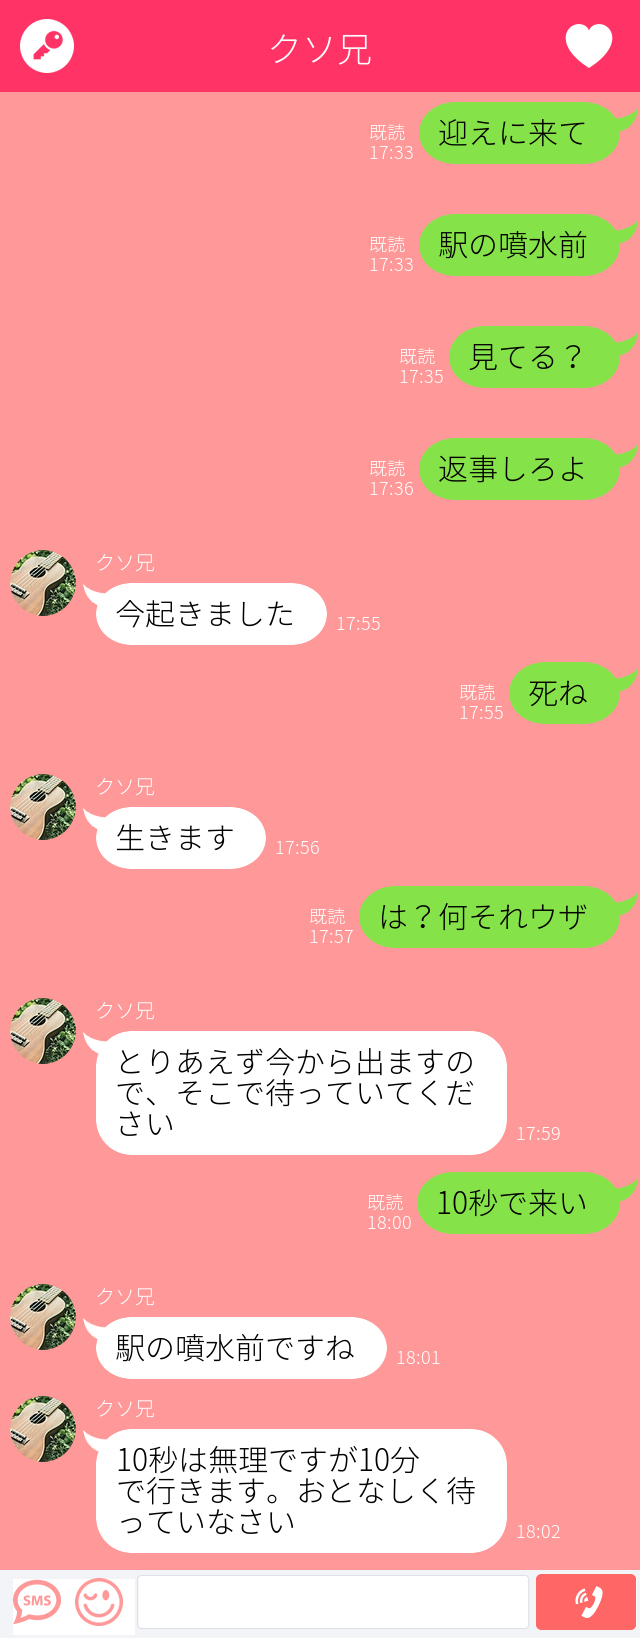 クソ兄
既読
17:33
迎えに来て
既読
17:33
駅の噴水前
既読
17:35
見てる？
既読
17:36
返事しろよ
クソ兄
今起きました
17:55
既読
17:55
死ね
クソ兄
生きます
17:56
既読
17:57
は？何それウザ
クソ兄
とりあえず今から出ますの
で、そこで待っていてくだ
さい
17:59
既読
18:00
10秒で来い
クソ兄
駅の噴水前ですね
18:01
クソ兄
10秒は無理ですが10分
で行きます。おとなしく待
っていなさい
18:02
SMS